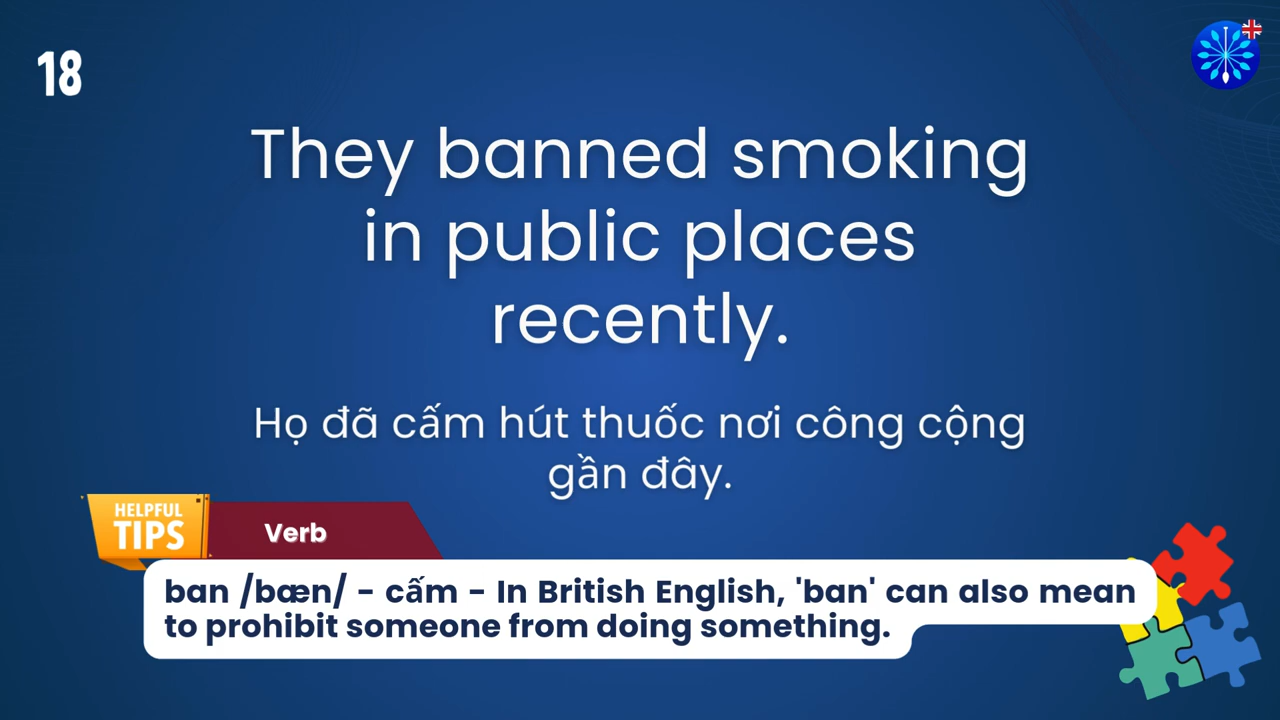 18
They banned smoking
in public places
recently.
Họ đã cấm hút thuốc nơi công cộng
gần đây.
HELPFUL
TIPS
Verb
ban /bæn/ - cấm - In British English, 'ban' can also mean
to prohibit someone from doing something.